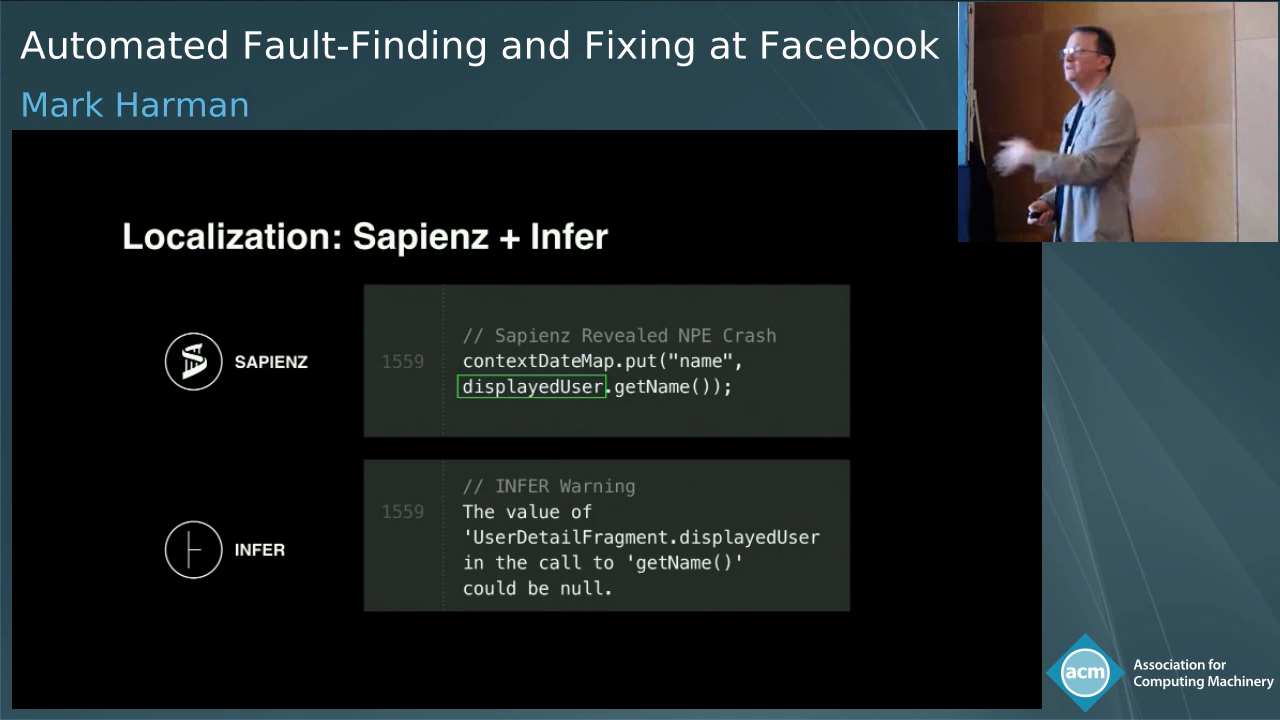 Automated Fault-Finding and Fixing at Facebook
Mark Harman
Localization: Sapienz + Infer
SAPIENZ
// Sapienz Revealed NPE Crash
1559 contextDateMap.put("name",
displayedUser.getName());
INFER
// INFER Warning
1559 The value of
'UserDetailFragment.displayedUser
in the call to 'getName()'
could be null.
acm
Association for
Computing Machinery